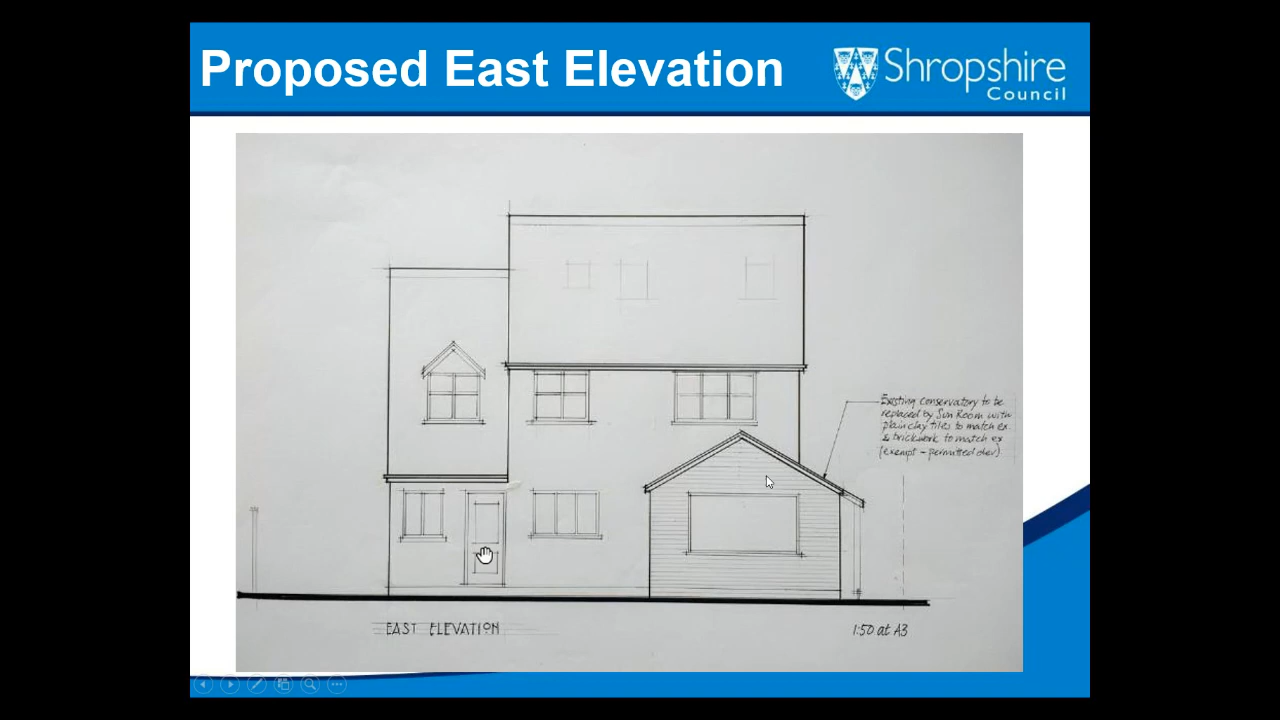 Proposed East Elevation
Shropshire
Council
Existing conservatory to be
replaced by Sun Room with
plain clay tiles to match ex.
& brickwork to match ex
(exempt - permitted dev)
EAST ELEVATION
1:50 at A3